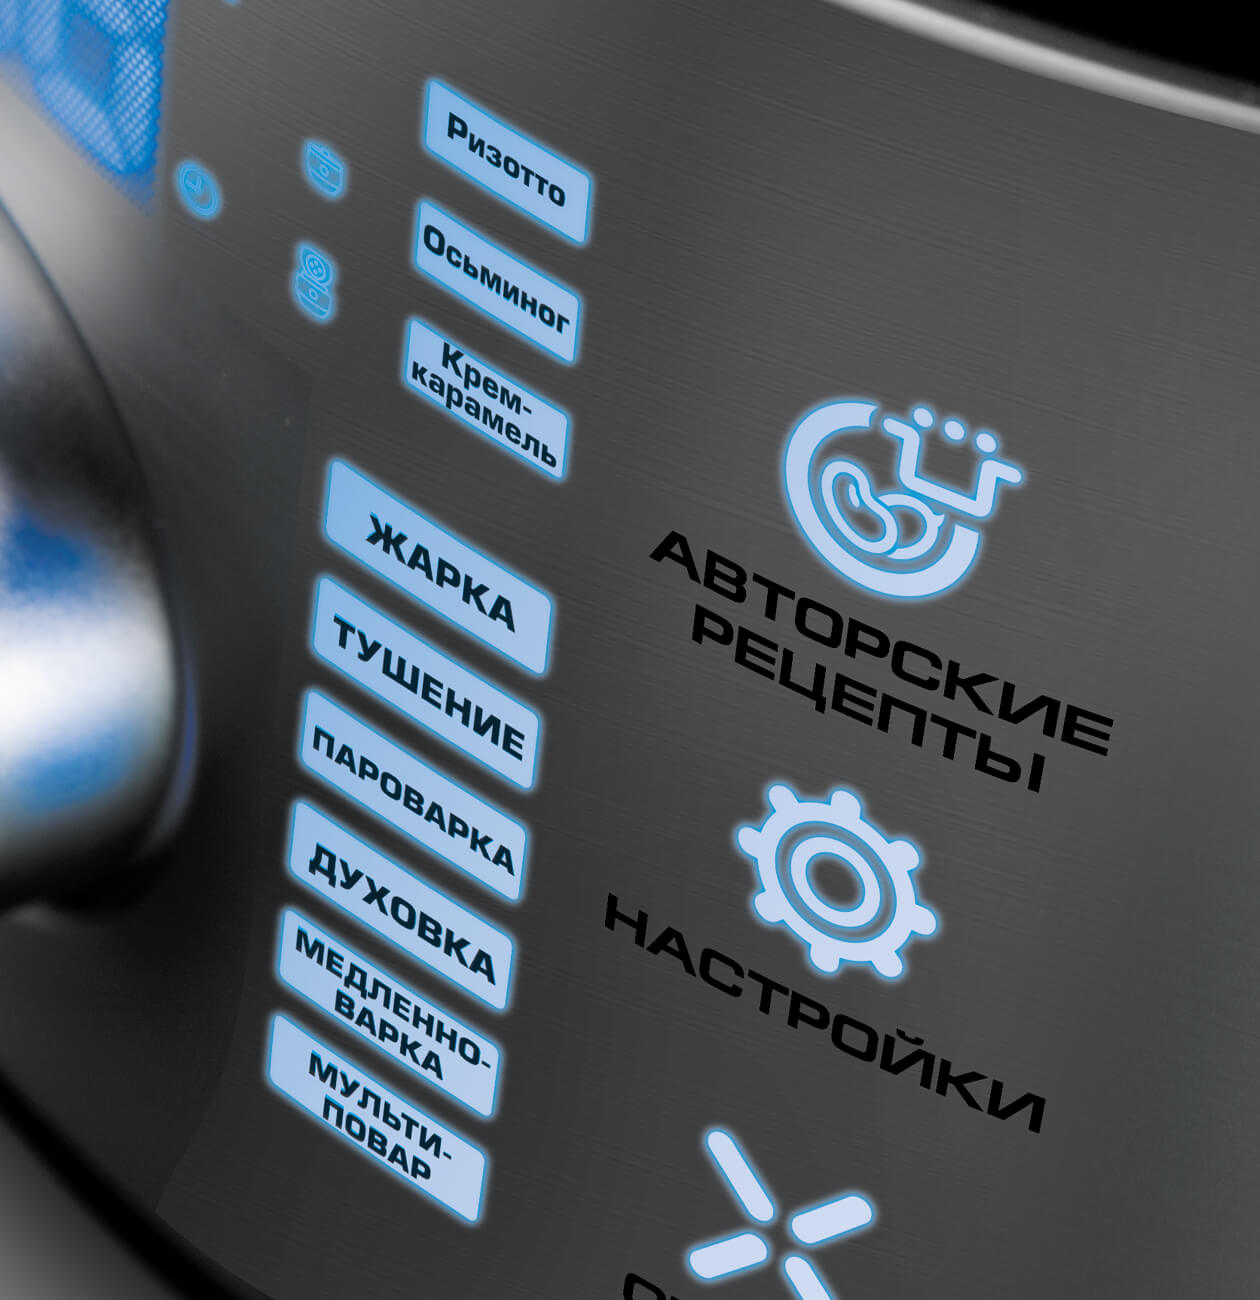 Ризотто
Осьминог
Крем-
карамель
ЖАРКА
ТУШЕНИЕ
ПАРОВАРКА
ДУХОВКА
МЕДЛЕННО-
ВАРКА
МУЛЬТИ-
ПОВАР
АВТОРСКИЕ
РЕЦЕПТЫ
НАСТРОЙКИ